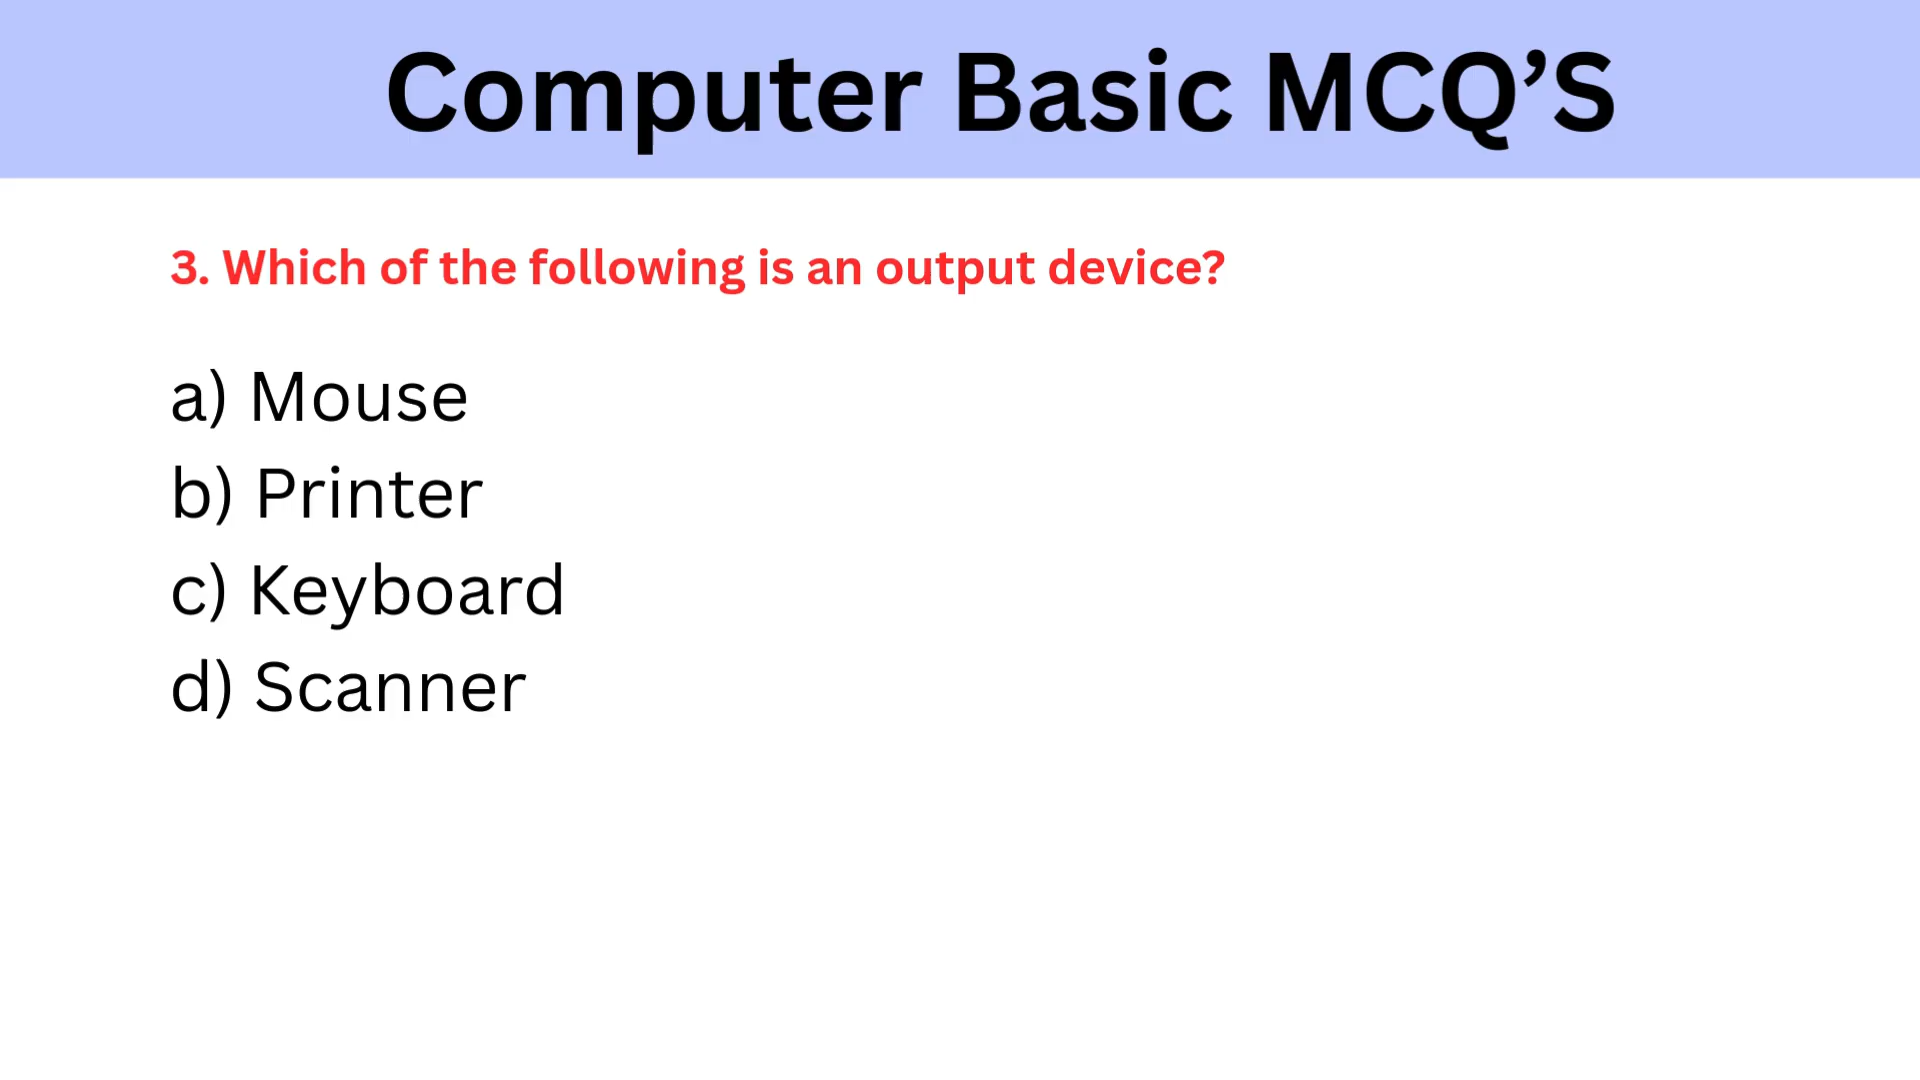 Computer Basic MCQ’S
3. Which of the following is an output device?
a) Mouse
b) Printer
c) Keyboard
d) Scanner